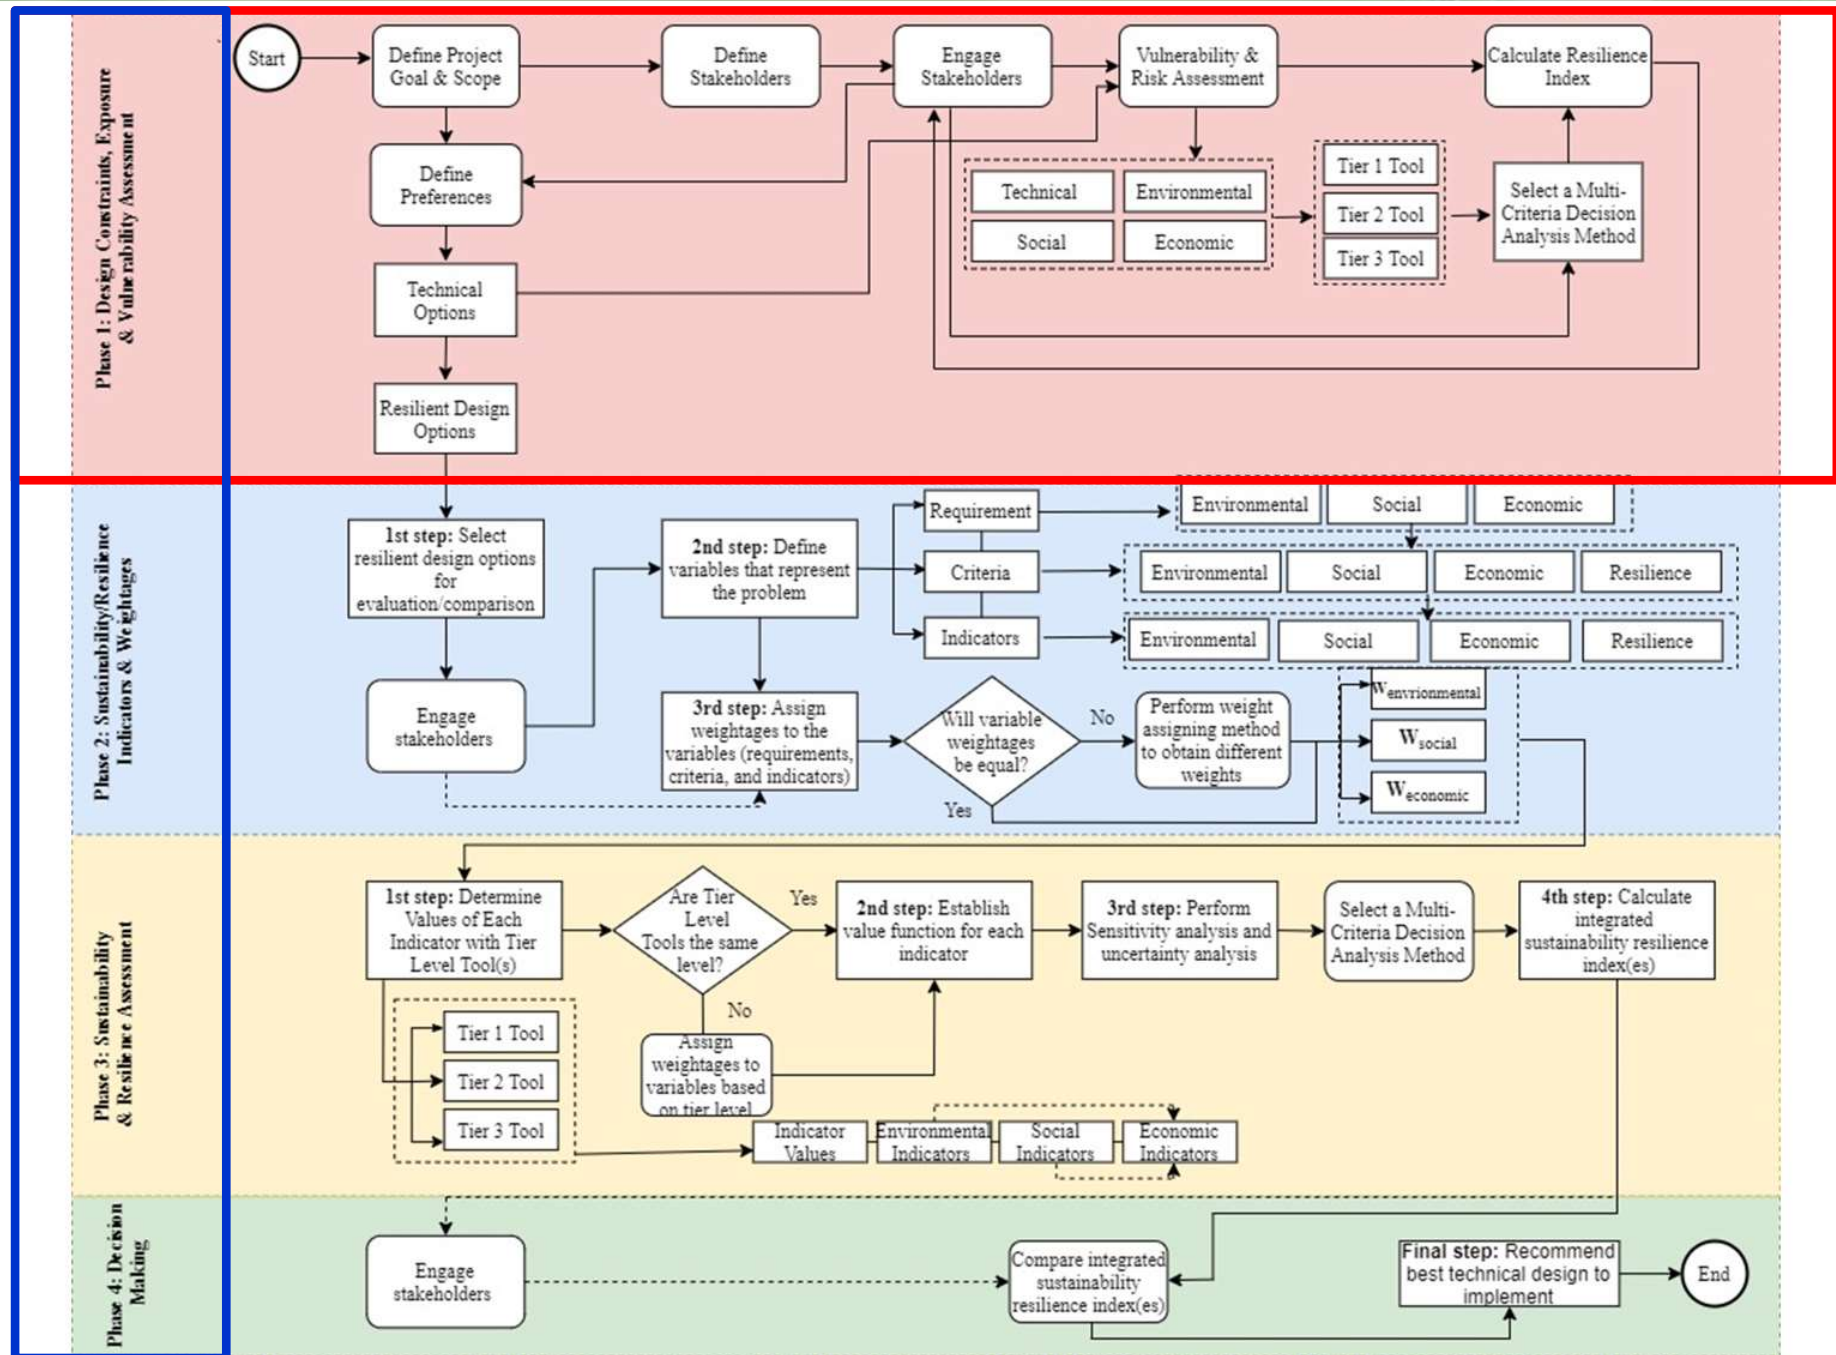 Phase 1: Design Constraints, Exposure
& Vulnerability Assessment
Start
Define Project
Goal & Scope
Define
Stakeholders
Engage
Stakeholders
Vulnerability &
Risk Assessment
Calculate Resilience
Index
Define
Preferences
Technical
Environmental
Social
Economic
Tier 1 Tool
Tier 2 Tool
Tier 3 Tool
Select a Multi-
Criteria Decision
Analysis Method
Technical
Options
Resilient Design
Options
Phase 2: Sustainability/Resilience
Indicators & Weightages
1st step: Select
resilient design options
for
evaluation/comparison
2nd step: Define
variables that represent
the problem
Requirement
Environmental
Social
Economic
Criteria
Environmental
Social
Economic
Resilience
Indicators
Environmental
Social
Economic
Resilience
Engage
stakeholders
3rd step: Assign
weightages to the
variables (requirements,
criteria, and indicators)
Will variable
weightages
be equal?
No
Yes
Perform weight
assigning method
to obtain different
weights
Wenvrionmental
Wsocial
Weconomic
Phase 3: Sustainability
& Resilience Assessment
1st step: Determine
Values of Each
Indicator with Tier
Level Tool(s)
Are Tier
Level
Tools the same
level?
Yes
No
2nd step: Establish
value function for each
indicator
3rd step: Perform
Sensitivity analysis and
uncertainty analysis
Select a Multi-
Criteria Decision
Analysis Method
4th step: Calculate
integrated
sustainability resilience
index(es)
Tier 1 Tool
Tier 2 Tool
Tier 3 Tool
Assign
weightages to
variables based
on tier level
Indicator
Values
Environmental
Indicators
Social
Indicators
Economic
Indicators
Phase 4: Decision
Making
Engage
stakeholders
Compare integrated
sustainability
resilience index(es)
Final step: Recommend
best technical design to
implement
End